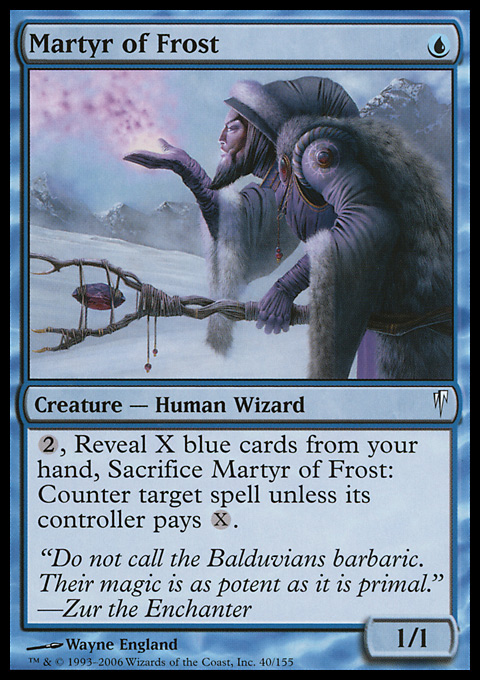 Martyr of Frost
Creature — Human Wizard
2, Reveal X blue cards from your
hand, Sacrifice Martyr of Frost:
Counter target spell unless its
controller pays X.
“Do not call the Balduvians barbaric.
Their magic is as potent as it is primal.”
—Zur the Enchanter
1/1
Wayne England
™ & © 1993–2006 Wizards of the Coast, Inc. 40/155